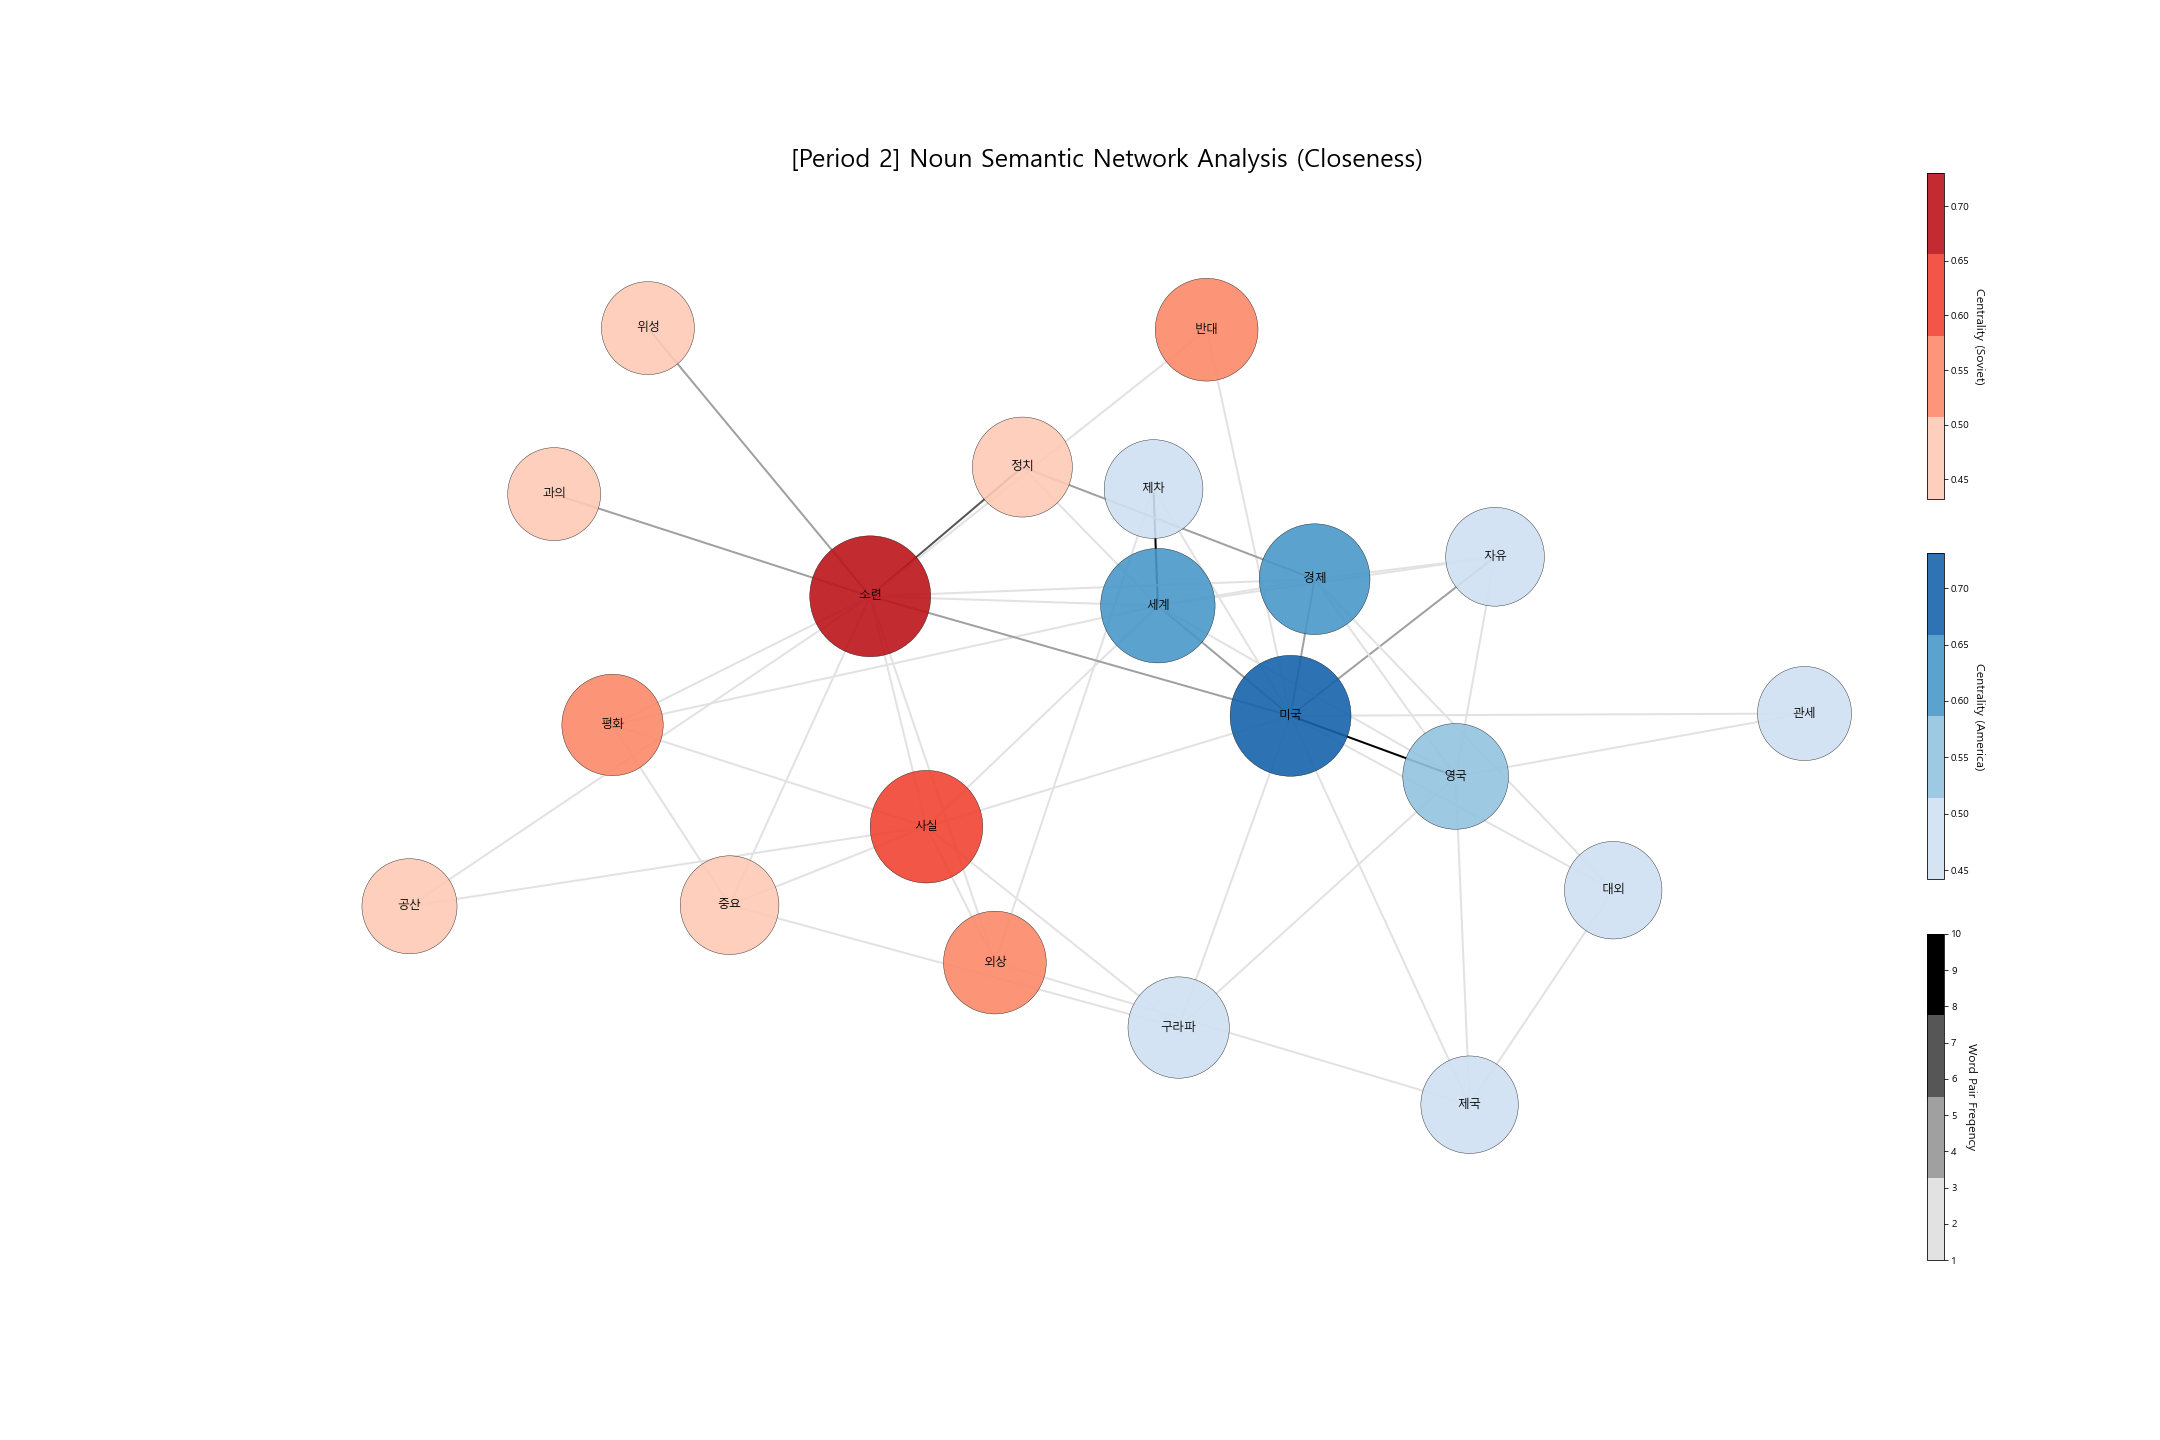 [Period 2] Noun Semantic Network Analysis (Closeness)
위성
반대
정치
제차
과의
자유
경제
소련
세계
미국
관세
평화
영국
사실
대외
공산
중요
외상
구라파
제국
0.70
0.65
0.60
0.55
0.50
0.45
Centrality (Soviet)
0.70
0.65
0.60
0.55
0.50
0.45
Centrality (America)
10
9
8
7
6
5
4
3
2
1
Word Pair Freqency